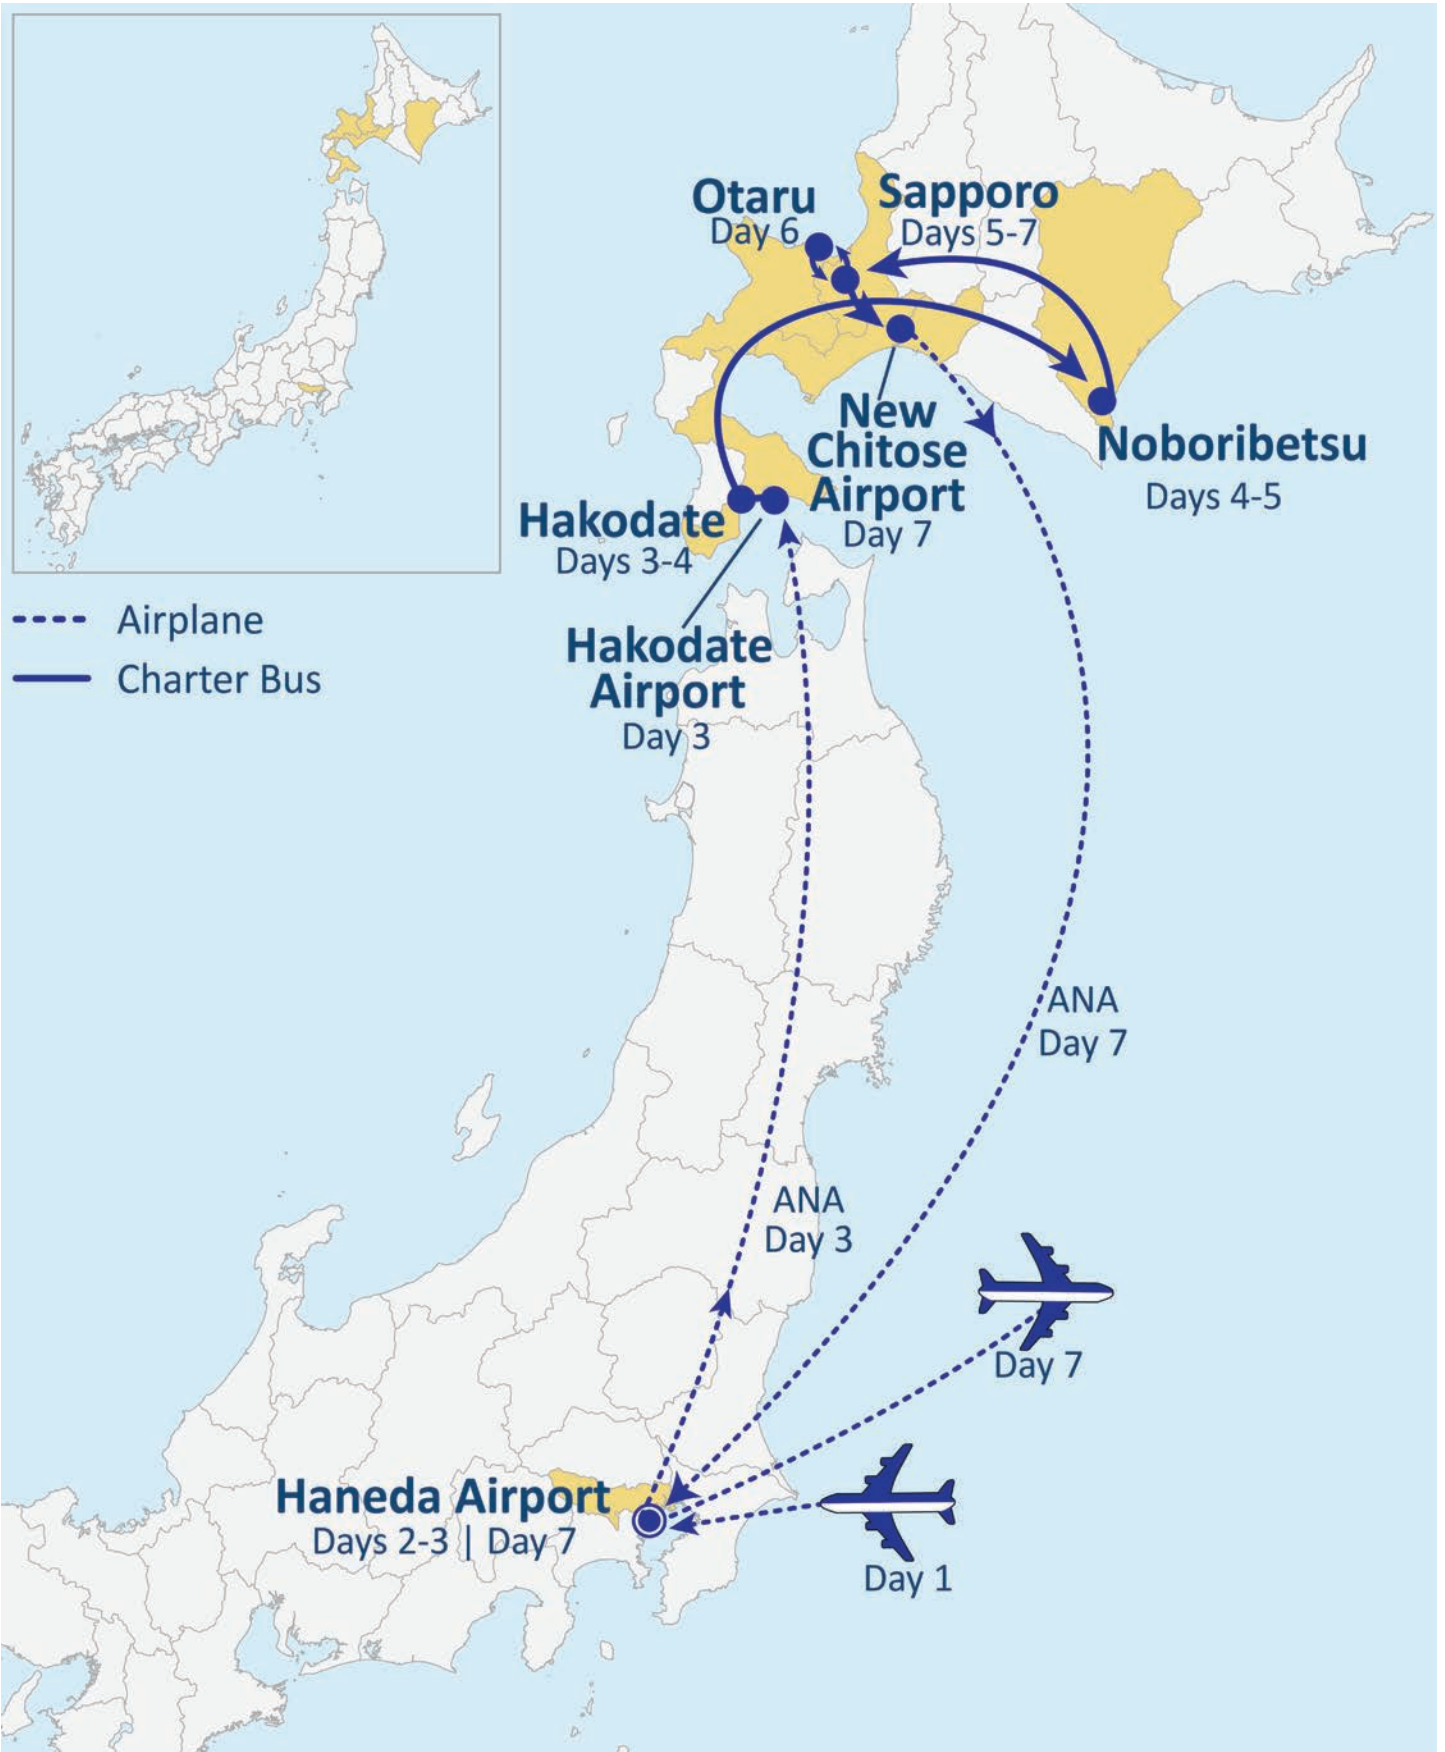 Otaru
Day 6
Sapporo
Days 5-7
New
Chitose
Airport
Day 7
Noboribetsu
Days 4-5
Hakodate
Days 3-4
Hakodate
Airport
Day 3
Airplane
Charter Bus
ANA
Day 7
ANA
Day 3
Day 7
Haneda Airport
Days 2-3 | Day 7
Day 1